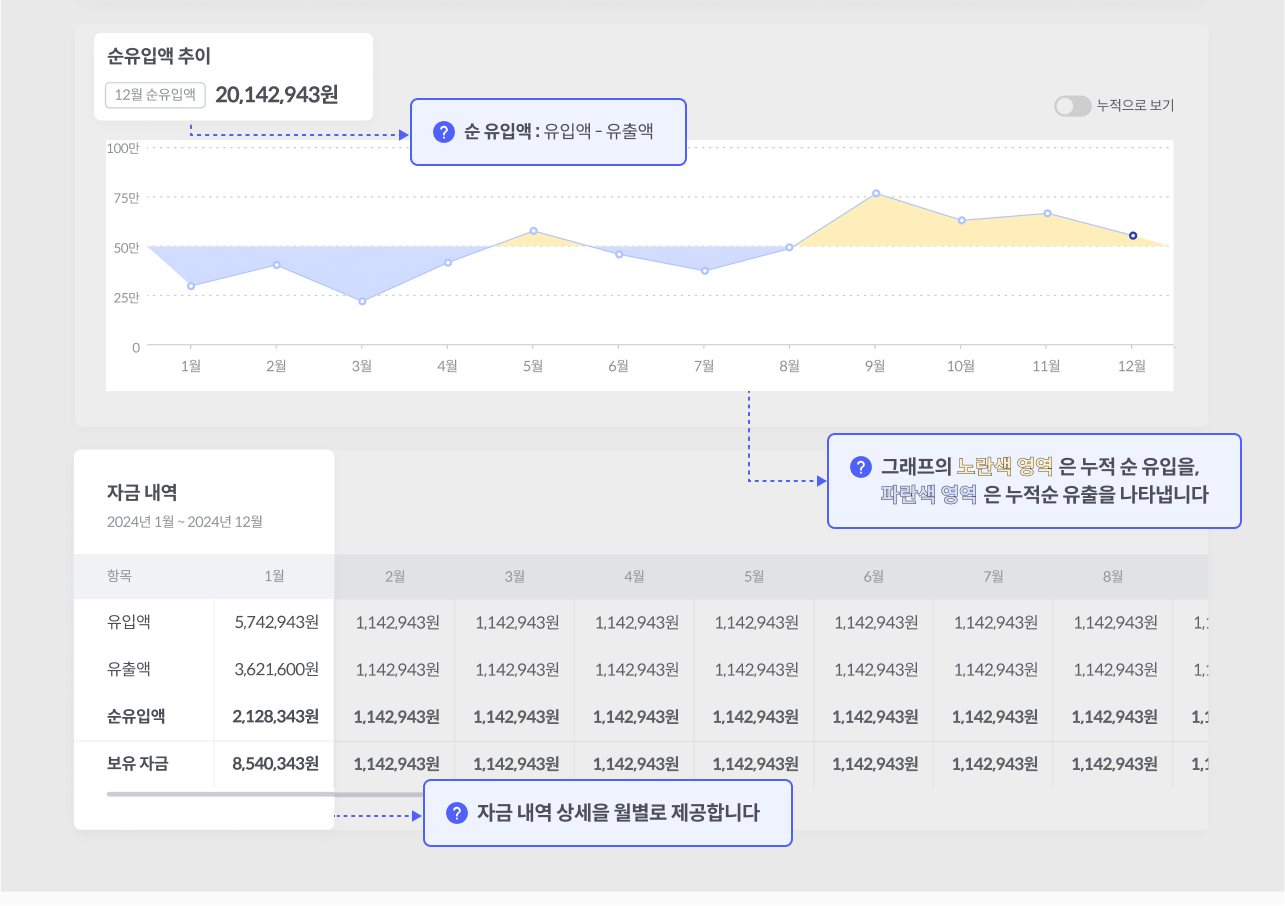 순유입액 추이
12월 순유입액 20,142,943원
누적으로 보기
? 순 유입액 : 유입액 - 유출액
100만
75만
50만
25만
0
1월 2월 3월 4월 5월 6월 7월 8월 9월 10월 11월 12월
? 그래프의 노란색 영역 은 누적 순 유입을,
파란색 영역 은 누적순 유출을 나타냅니다
자금 내역
2024년 1월 ~ 2024년 12월
항목 1월 2월 3월 4월 5월 6월 7월 8월
유입액 5,742,943원 1,142,943원 1,142,943원 1,142,943원 1,142,943원 1,142,943원 1,142,943원 1,142,943원
유출액 3,621,600원 1,142,943원 1,142,943원 1,142,943원 1,142,943원 1,142,943원 1,142,943원 1,142,943원
순유입액 2,128,343원 1,142,943원 1,142,943원 1,142,943원 1,142,943원 1,142,943원 1,142,943원 1,142,943원
보유 자금 8,540,343원 1,142,943원 1,142,943원 1,142,943원 1,142,943원 1,142,943원 1,142,943원 1,142,943원
? 자금 내역 상세을 월별로 제공합니다